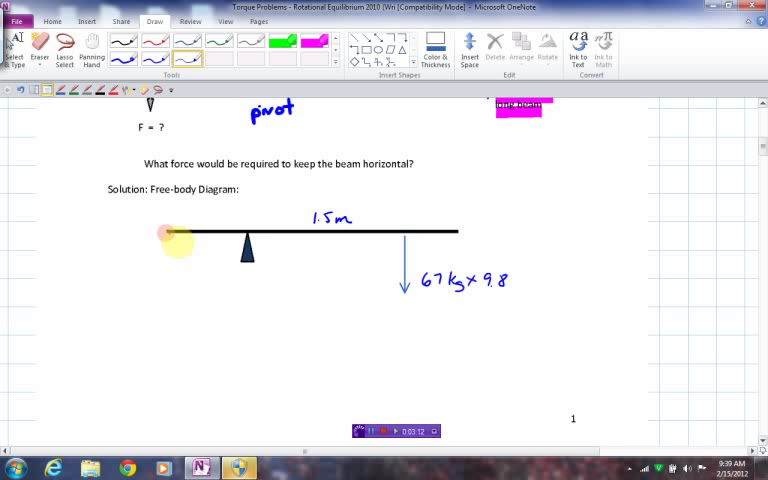 Torque Problems - Rotational Equilibrium 2010 [Wri [Compatibility Mode] - Microsoft OneNote
File Home Insert Share Draw Review View Pages
Select & Type Eraser Lasso Select Panning Hand Color & Thickness Insert Space Delete Arrange Rotate Ink to Text Ink to Math
Tools Insert Shapes Edit Convert
long beam
pivot
F = ?
What force would be required to keep the beam horizontal?
Solution: Free-body Diagram:
1.5m
67 kg x 9.8
1
0:03:12
9:39 AM
2/15/2012